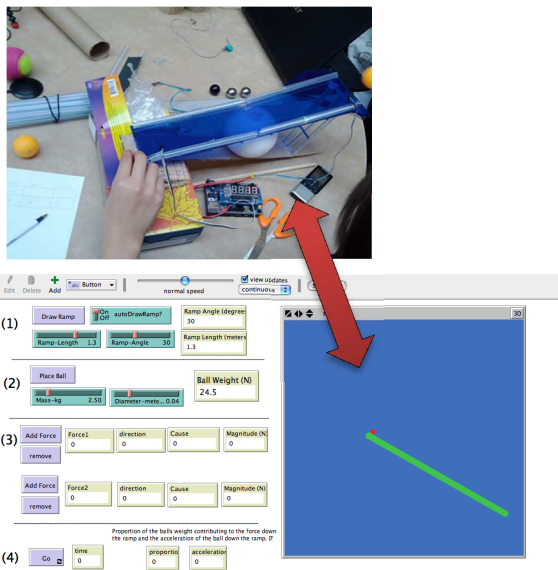 Edit Delete Add abc Button normal speed view updates continuous
3D
(1) Draw Ramp On Off autoDrawRamp? Ramp Angle (degree:
30
Ramp-Length 1.3 Ramp-Angle 30 Ramp Length (meters
1.3
(2) Place Ball
Mass-kg 2.50 Diameter-mete... 0.04 Ball Weight (N)
24.5
(3) Add Force Force1 direction Cause Magnitude (N)
0 0 0 0
remove
Add Force Force2 direction Cause Magnitude (N)
0 0 0 0
remove
Proportion of the balls weight contributing to the force down
the ramp and the acceleration of the ball down the ramp. (F
(4) Go time proportio acceleration
0 0 0